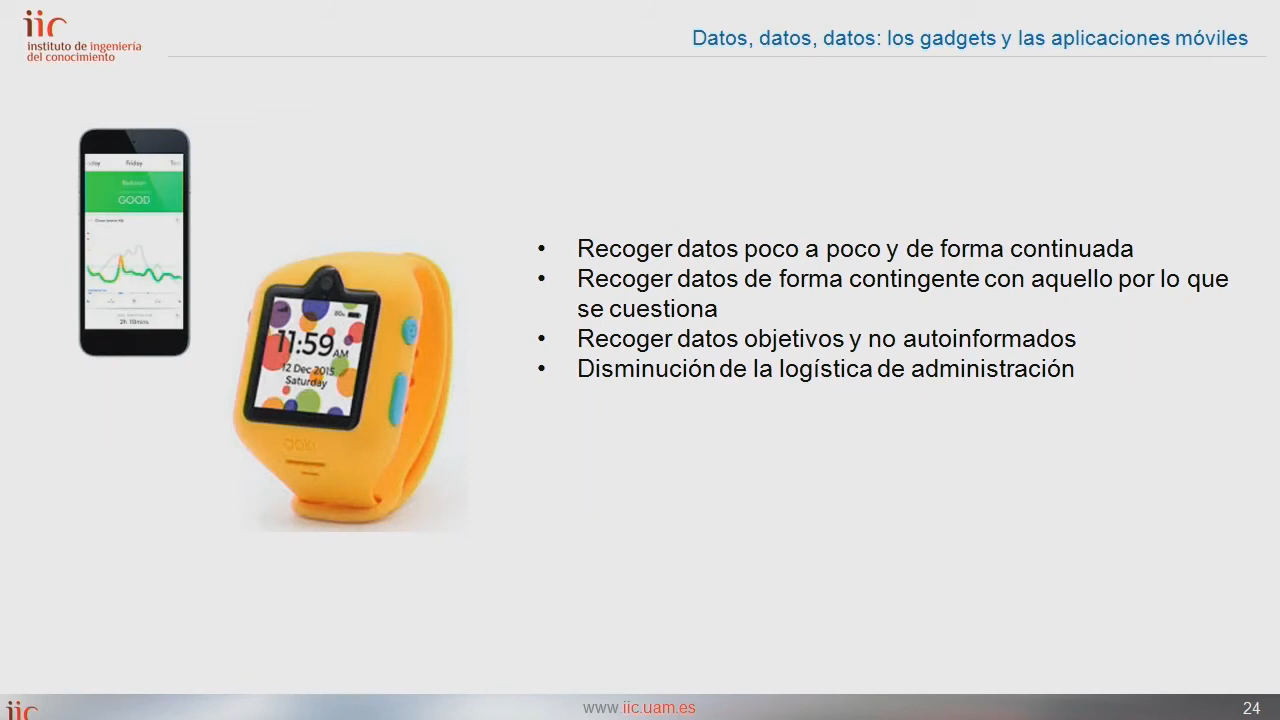 iic
instituto de ingeniería
del conocimiento
Datos, datos, datos: los gadgets y las aplicaciones móviles
Friday
GOOD
2h 18mins
11:59 AM
12 Dec 2015
Saturday
doki
• Recoger datos poco a poco y de forma continuada
• Recoger datos de forma contingente con aquello por lo que
se cuestiona
• Recoger datos objetivos y no autoinformados
• Disminución de la logística de administración
iic
www iic.uam.es
24